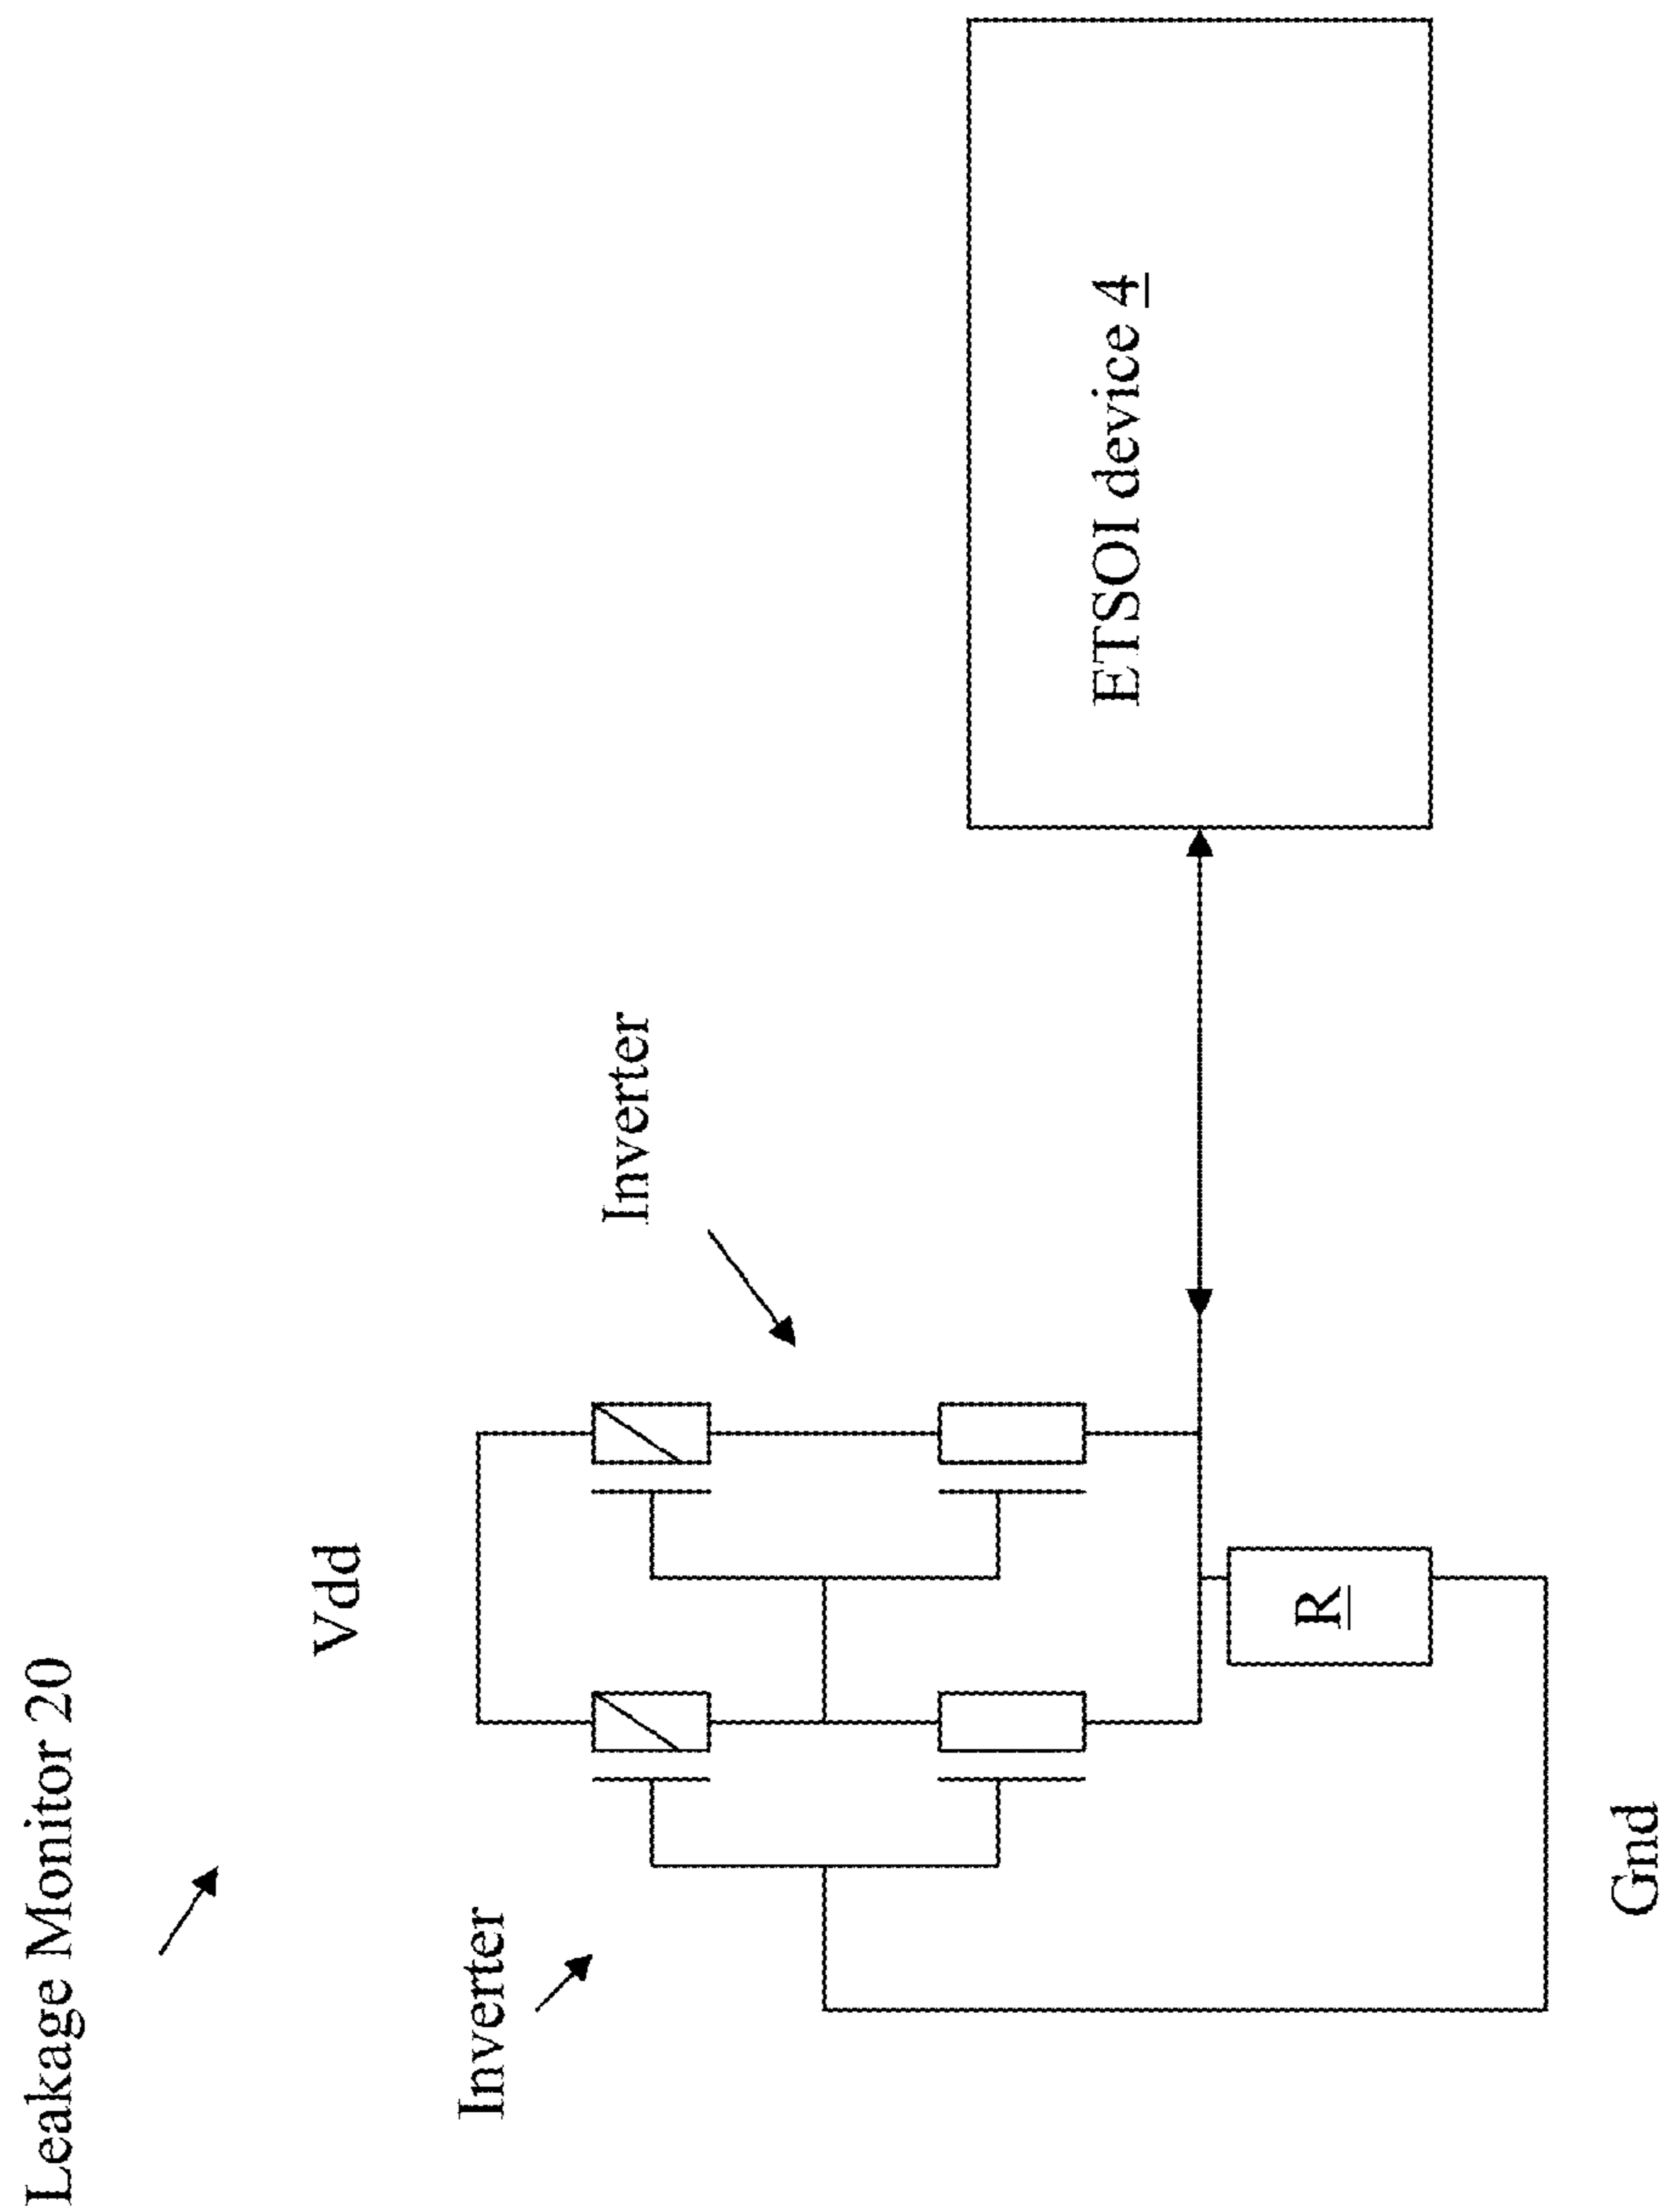 Leakage Monitor 20
Vdd
Inverter
Inverter
ETSOI device 4
R
Gnd